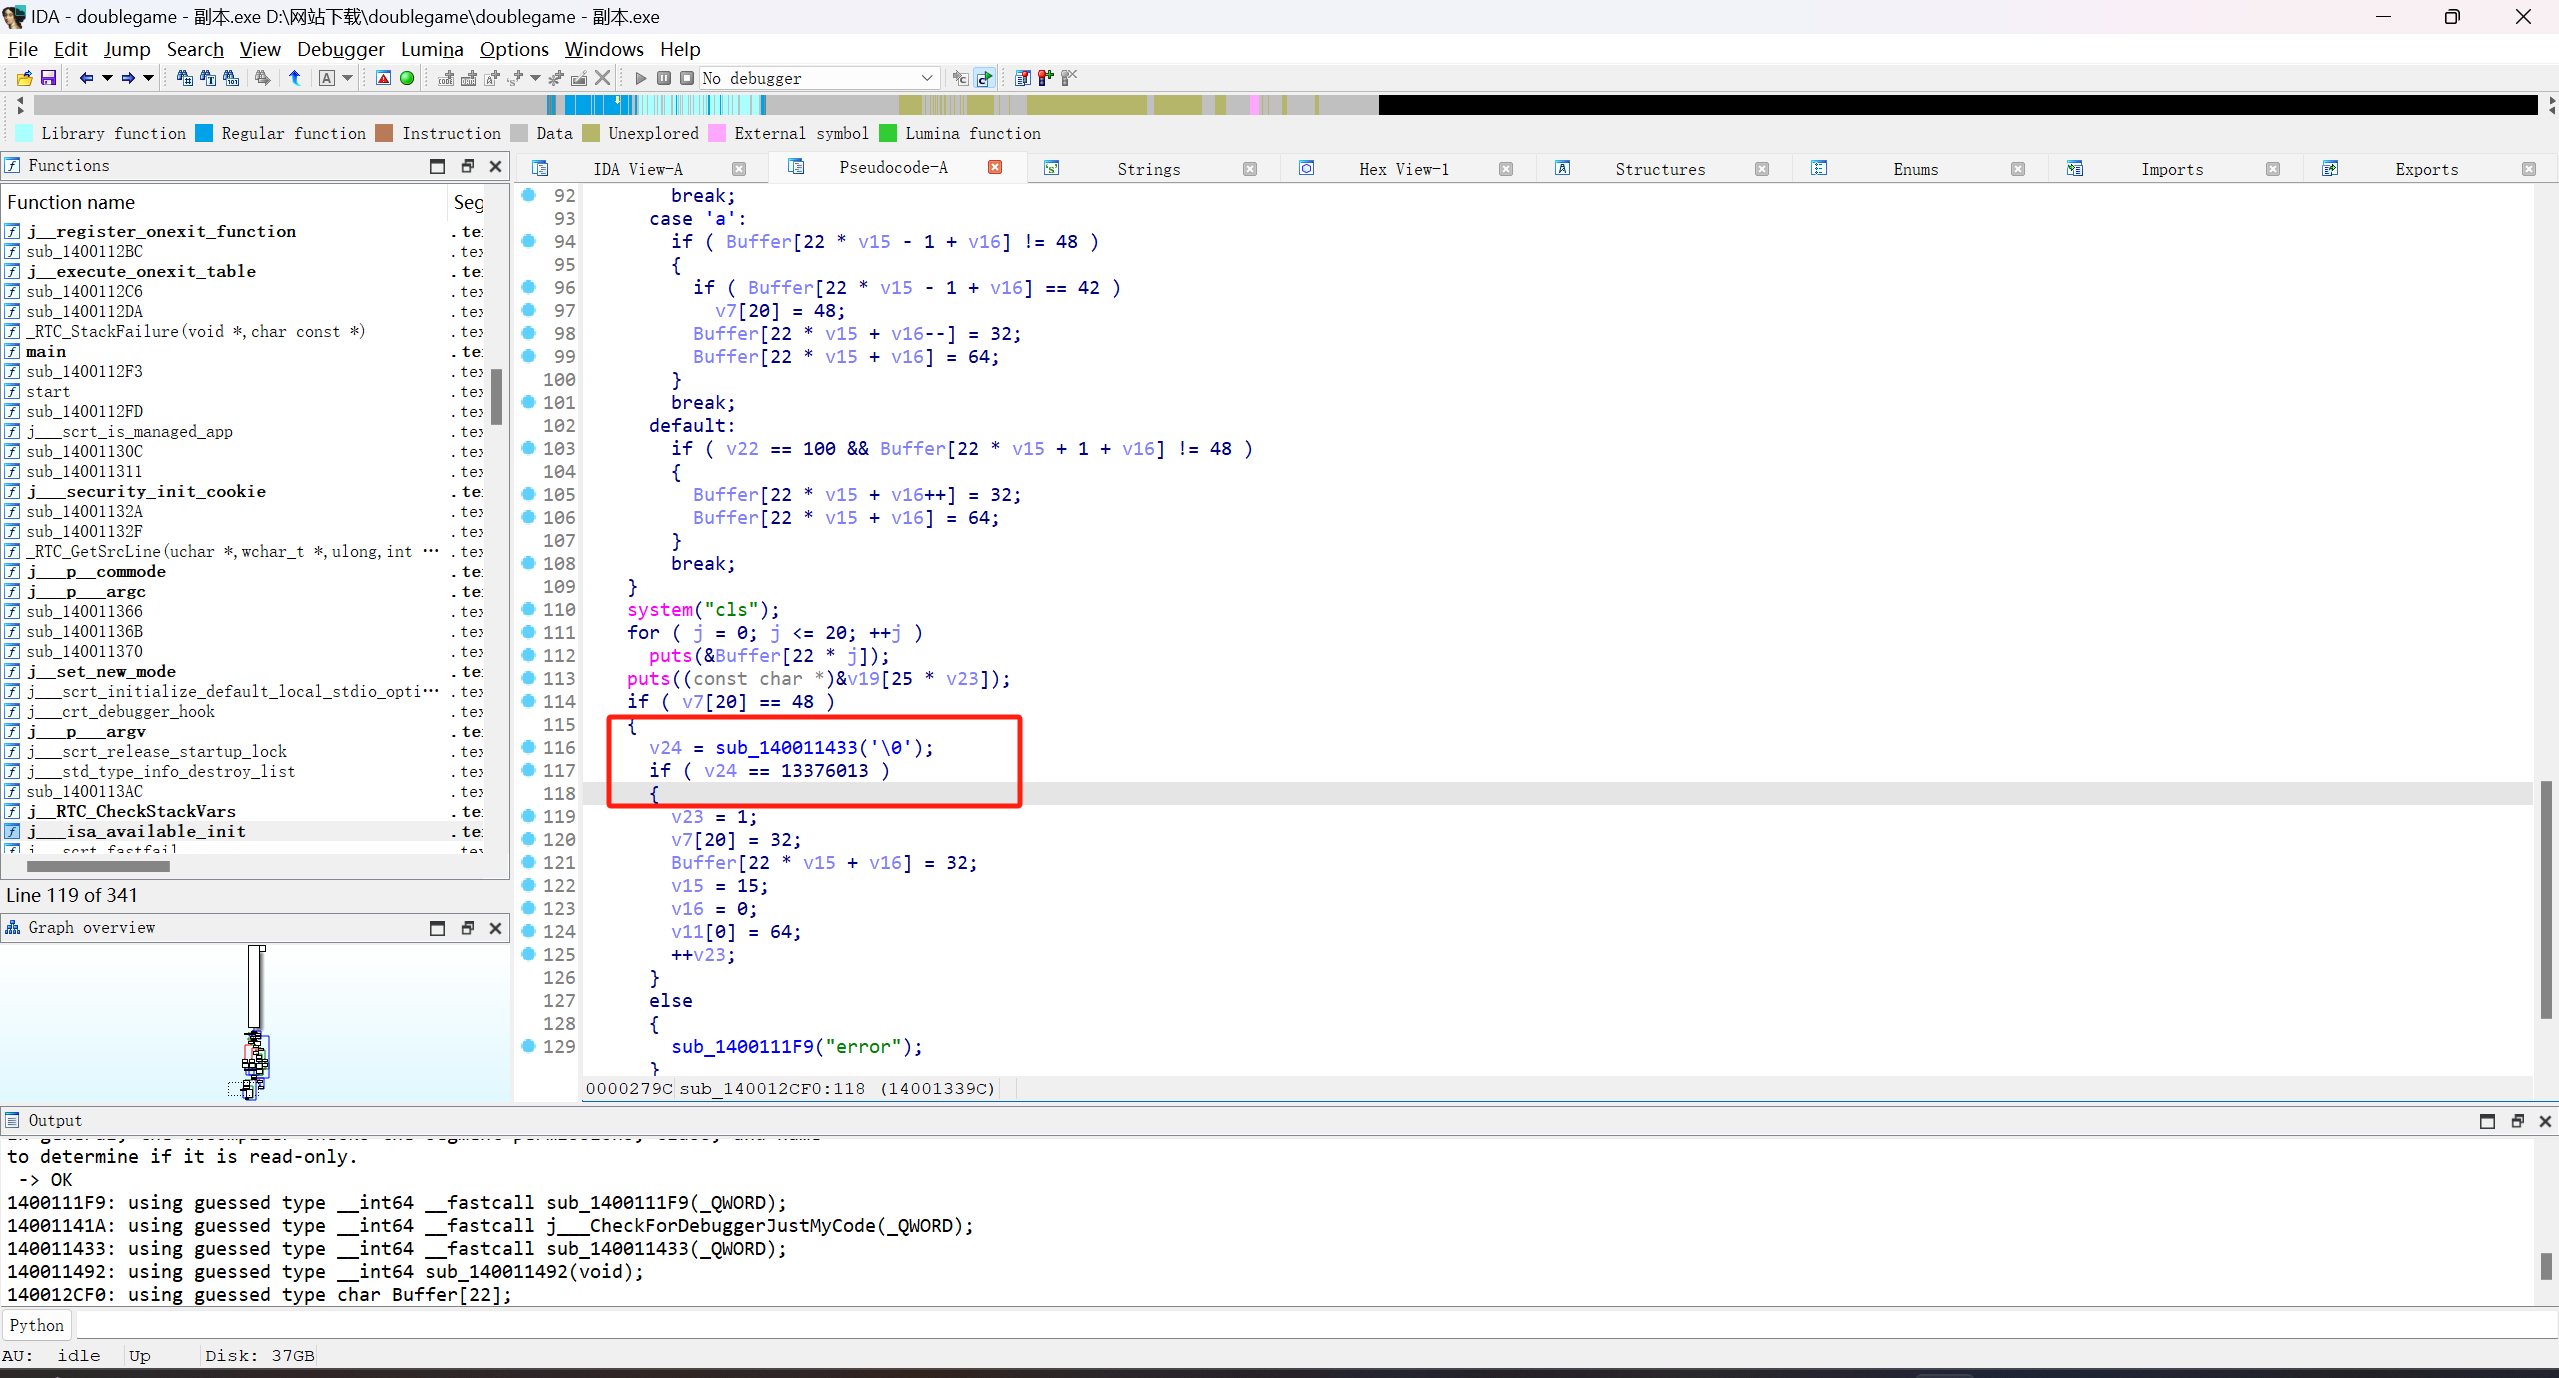 IDA - doublegame - 副本.exe D:\网站下载\doublegame\doublegame - 副本.exe
File Edit Jump Search View Debugger Lumina Options Windows Help
No debugger
Library function Regular function Instruction Data Unexplored External symbol Lumina function
Functions
IDA View-A Pseudocode-A Strings Hex View-1 Structures Enums Imports Exports
Function name Seg
j__register_onexit_function .te
sub_1400112BC .te
j__execute_onexit_table .te
sub_1400112C6 .te
sub_1400112DA .te
_RTC_StackFailure(void *,char const *) .te
main .te
sub_1400112F3 .te
start .te
sub_1400112FD .te
j___scrt_is_managed_app .te
sub_14001130C .te
sub_140011311 .te
j___security_init_cookie .te
sub_14001132A .te
sub_14001132F .te
_RTC_GetSrcLine(uchar *,wchar_t *,ulong,int … .te
j___p__commode .te
j___p___argc .te
sub_140011366 .te
sub_14001136B .te
sub_140011370 .te
j__set_new_mode .te
j___scrt_initialize_default_local_stdio_opti… .te
j___crt_debugger_hook .te
j___p___argv .te
j___scrt_release_startup_lock .te
j___std_type_info_destroy_list .te
sub_1400113AC .te
j__RTC_CheckStackVars .te
j___isa_available_init .te
j___scrt_fastfail .te
Line 119 of 341
Graph overview
92 break;
93 case 'a':
94 if ( Buffer[22 * v15 - 1 + v16] != 48 )
95 {
96 if ( Buffer[22 * v15 - 1 + v16] == 42 )
97 v7[20] = 48;
98 Buffer[22 * v15 + v16--] = 32;
99 Buffer[22 * v15 + v16] = 64;
100 }
101 break;
102 default:
103 if ( v22 == 100 && Buffer[22 * v15 + 1 + v16] != 48 )
104 {
105 Buffer[22 * v15 + v16++] = 32;
106 Buffer[22 * v15 + v16] = 64;
107 }
108 break;
109 }
110 system("cls");
111 for ( j = 0; j <= 20; ++j )
112 puts(&Buffer[22 * j]);
113 puts((const char *)&v19[25 * v23]);
114 if ( v7[20] == 48 )
115 {
116 v24 = sub_140011433('\0');
117 if ( v24 == 13376013 )
118 {
119 v23 = 1;
120 v7[20] = 32;
121 Buffer[22 * v15 + v16] = 32;
122 v15 = 15;
123 v16 = 0;
124 v11[0] = 64;
125 ++v23;
126 }
127 else
128 {
129 sub_1400111F9("error");
}
0000279C sub_140012CF0:118 (14001339C)
Output
to determine if it is read-only.
-> OK
1400111F9: using guessed type __int64 __fastcall sub_1400111F9(_QWORD);
14001141A: using guessed type __int64 __fastcall j___CheckForDebuggerJustMyCode(_QWORD);
140011433: using guessed type __int64 __fastcall sub_140011433(_QWORD);
140011492: using guessed type __int64 sub_140011492(void);
140012CF0: using guessed type char Buffer[22];
Python
AU: idle Up Disk: 37GB